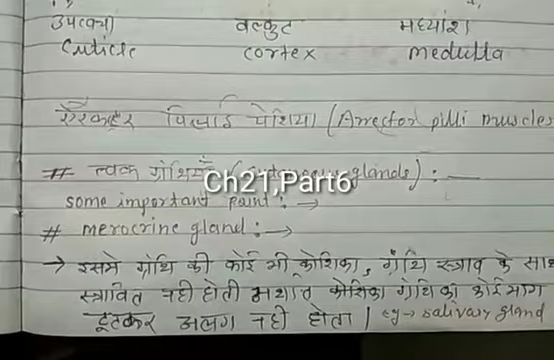 उपत्वचा वल्कुट मध्यांश
Cuticle cortex medulla
ऐरेक्टर पिलाई पेशिया (Arrector pilli muscles
# त्वक ग्रंथियाँ glands) : —
Ch21,Part6
some important point : →
# merocrine gland : →
→ इसमे ग्रंथि की कोई भी कोशिका, ग्रंथि स्त्राव के साथ
स्त्रावित नही होती अर्थात कोशिका ग्रंथि का कोई भाग
टूटकर अलग नही होता | eg → salivary gland